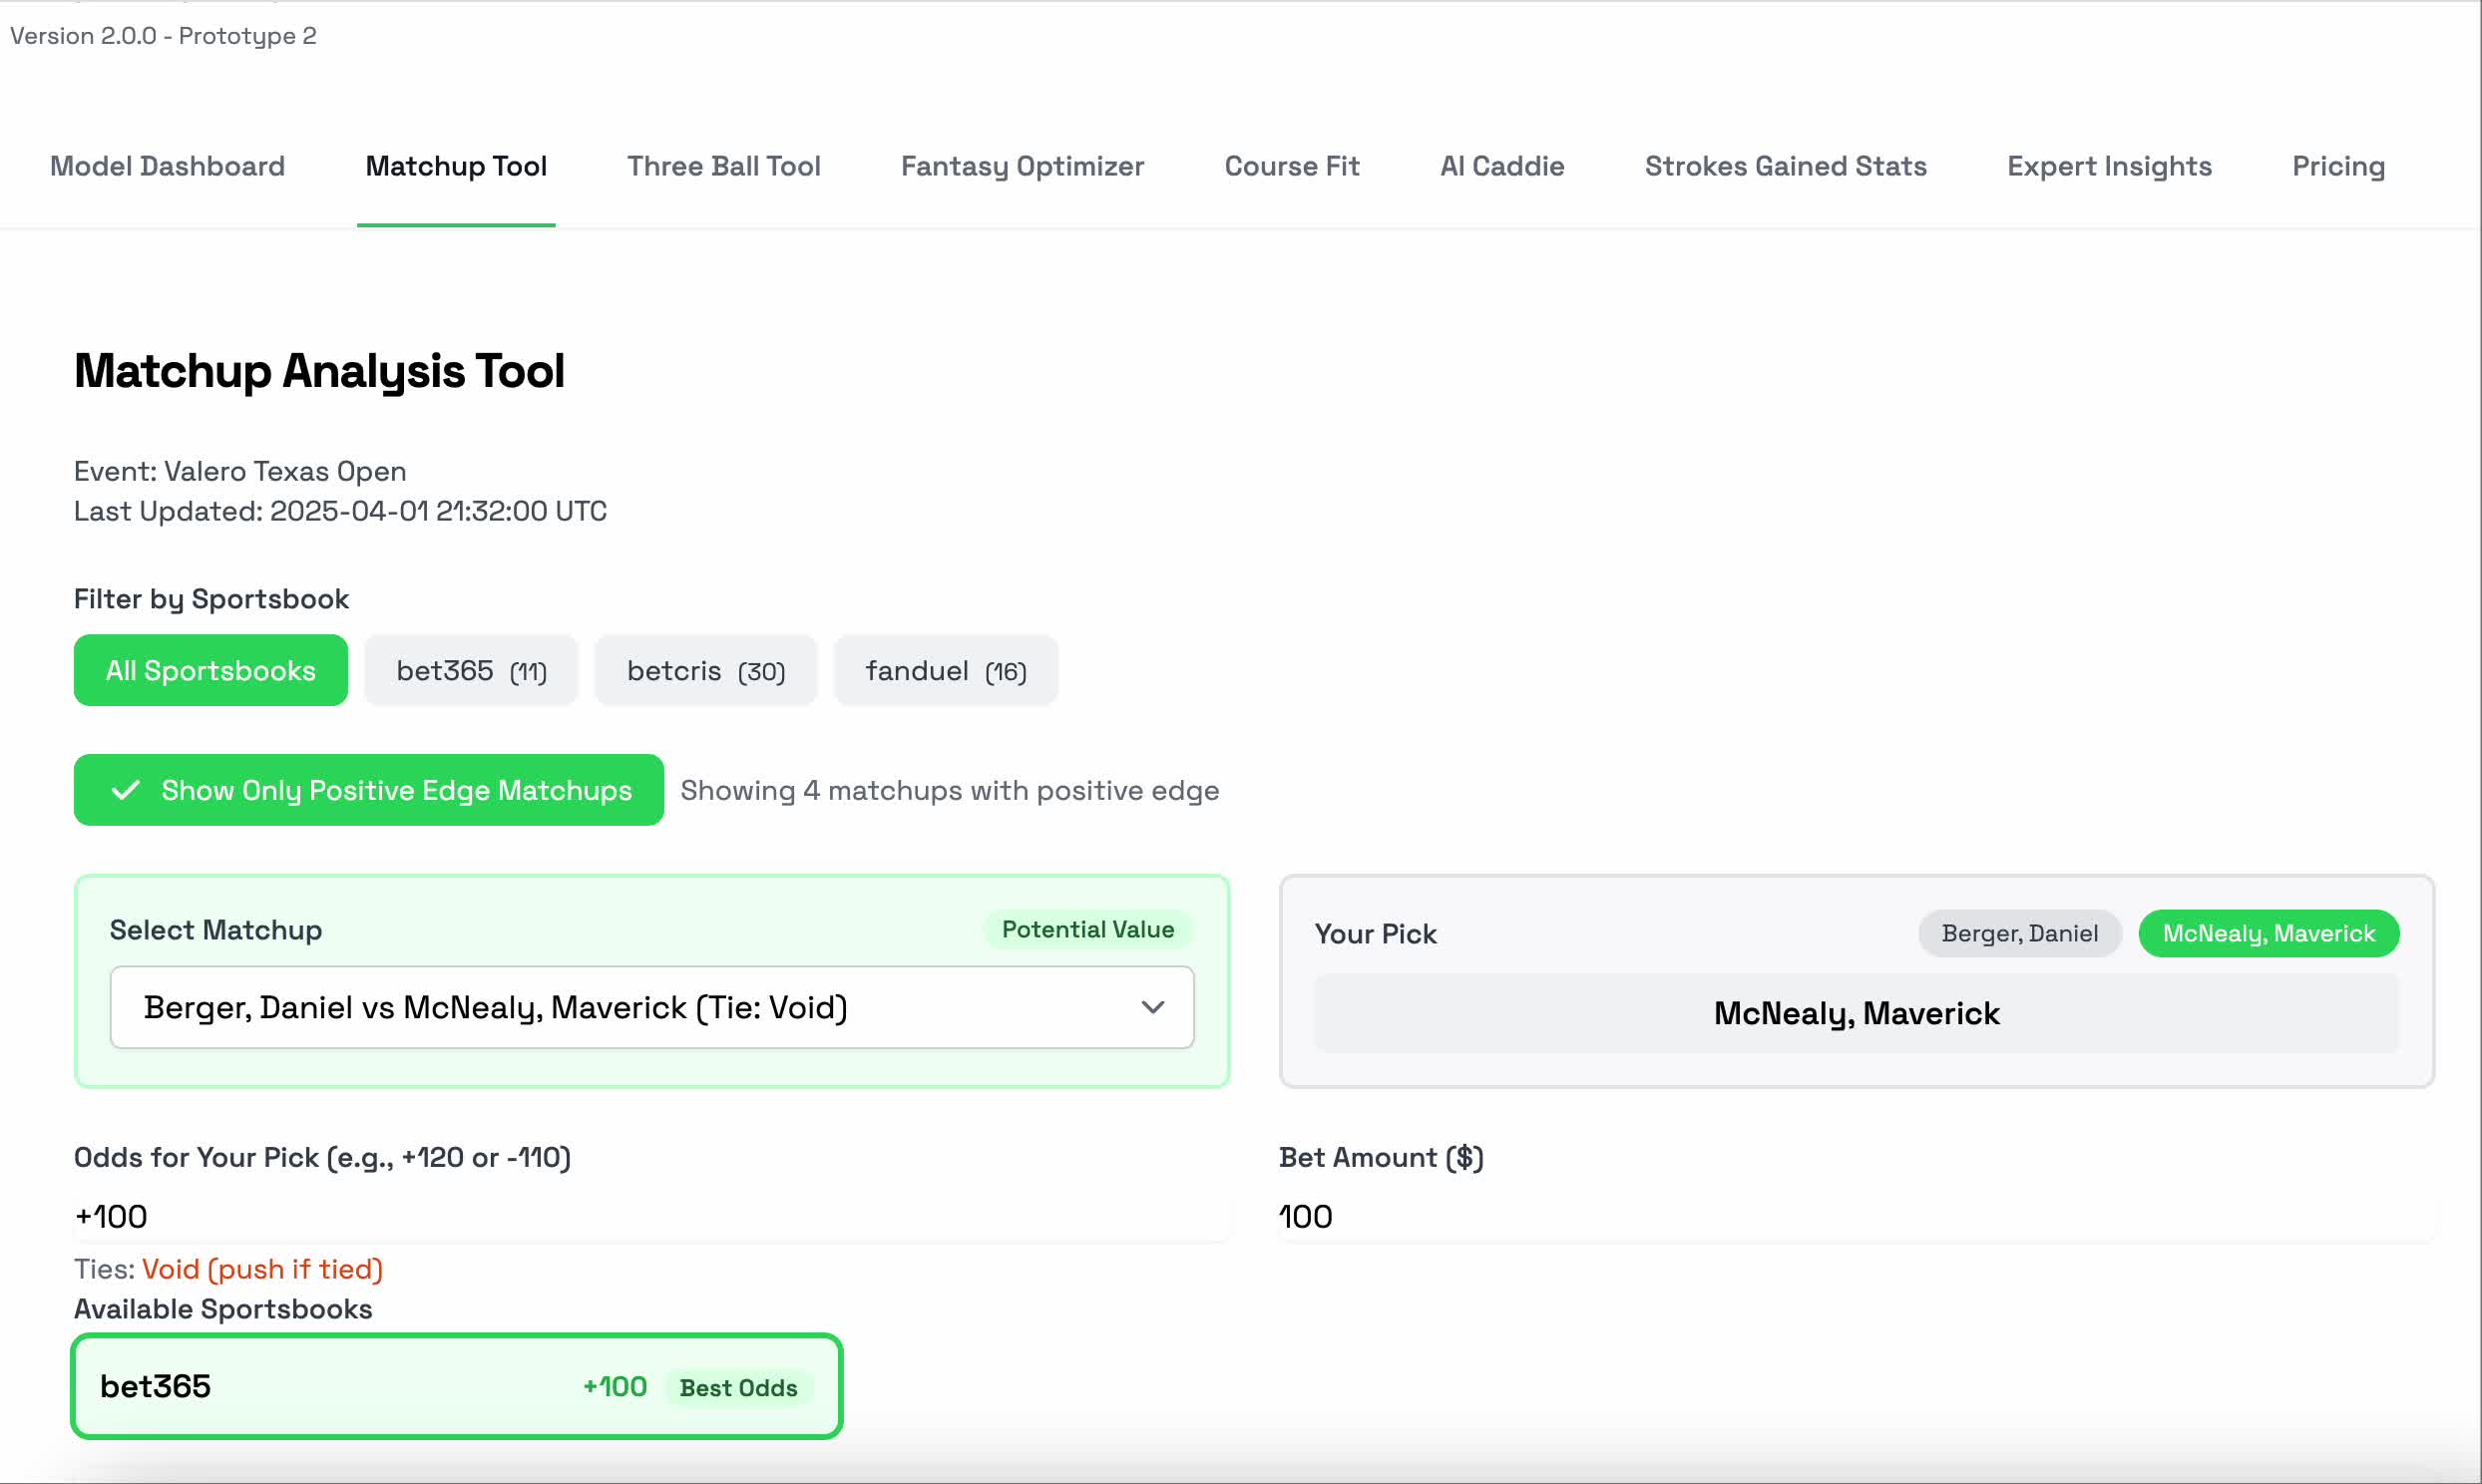 Version 2.0.0 - Prototype 2
Model Dashboard Matchup Tool Three Ball Tool Fantasy Optimizer Course Fit AI Caddie Strokes Gained Stats Expert Insights Pricing
Matchup Analysis Tool
Event: Valero Texas Open
Last Updated: 2025-04-01 21:32:00 UTC
Filter by Sportsbook
All Sportsbooks bet365 (11) betcris (30) fanduel (16)
Show Only Positive Edge Matchups Showing 4 matchups with positive edge
Select Matchup Potential Value
Berger, Daniel vs McNealy, Maverick (Tie: Void)
Your Pick Berger, Daniel McNealy, Maverick
McNealy, Maverick
Odds for Your Pick (e.g., +120 or -110)
+100
Bet Amount ($)
100
Ties: Void (push if tied)
Available Sportsbooks
bet365 +100 Best Odds